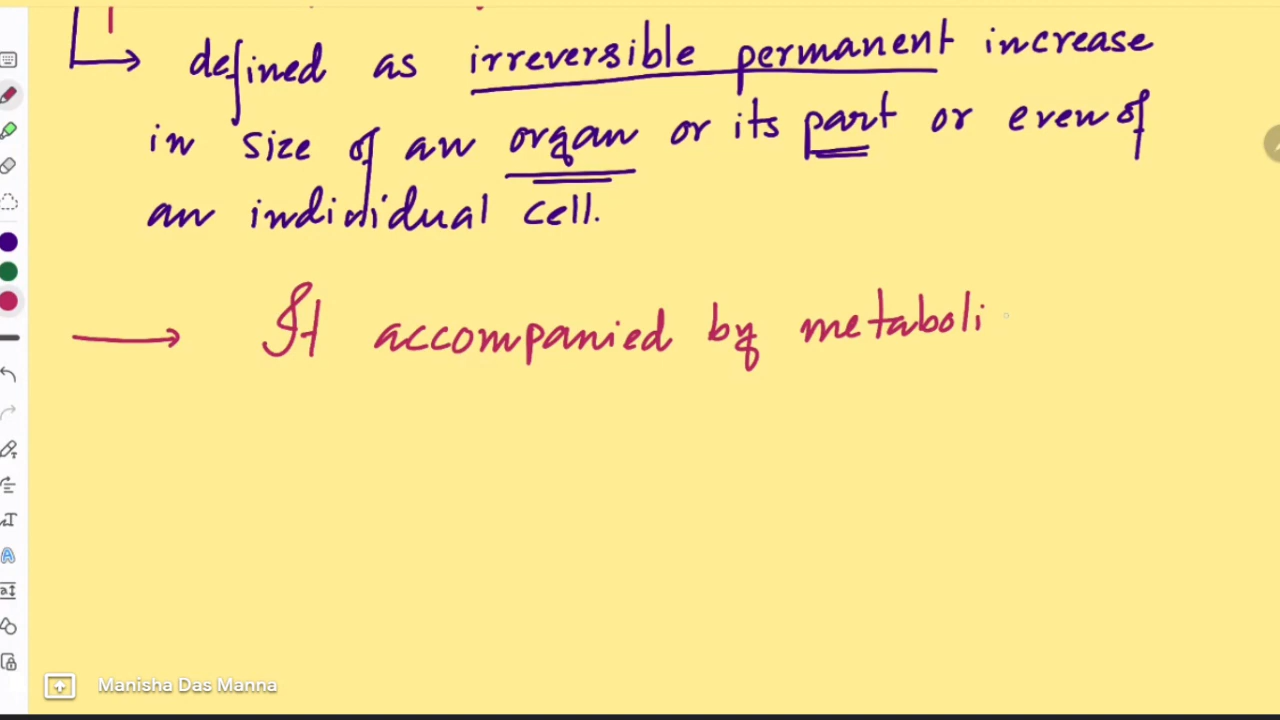 defined as irreversible permanent increase
in size of an organ or its part or even of
an individual cell.
It accompanied by metaboli
Manisha Das Manna